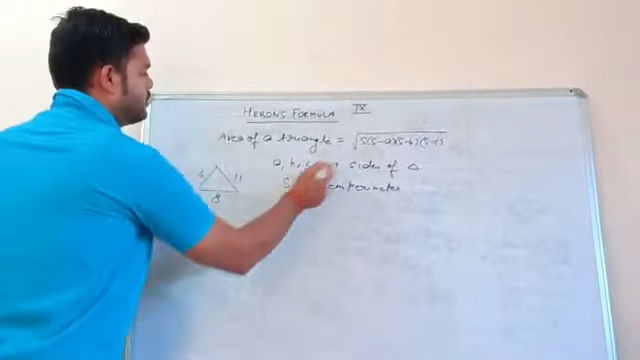 HERONS FORMULA IX
Area of a triangle = √s(s-a)(s-b)(s-c)
a, b, c → side of △
6 11
8
S